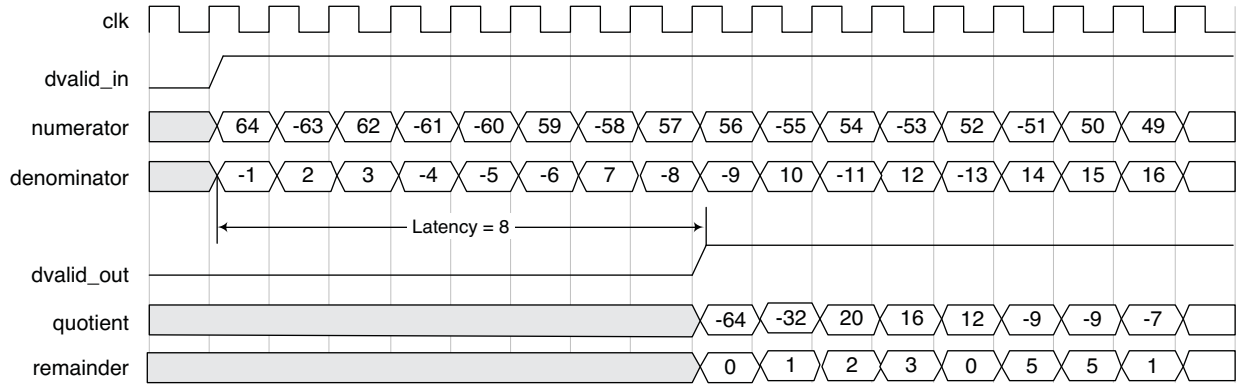 clk
dvalid_in
numerator 64 -63 62 -61 -60 59 -58 57 56 -55 54 -53 52 -51 50 49
denominator -1 2 3 -4 -5 -6 7 -8 -9 10 -11 12 -13 14 15 16
Latency = 8
dvalid_out
quotient -64 -32 20 16 12 -9 -9 -7
remainder 0 1 2 3 0 5 5 1